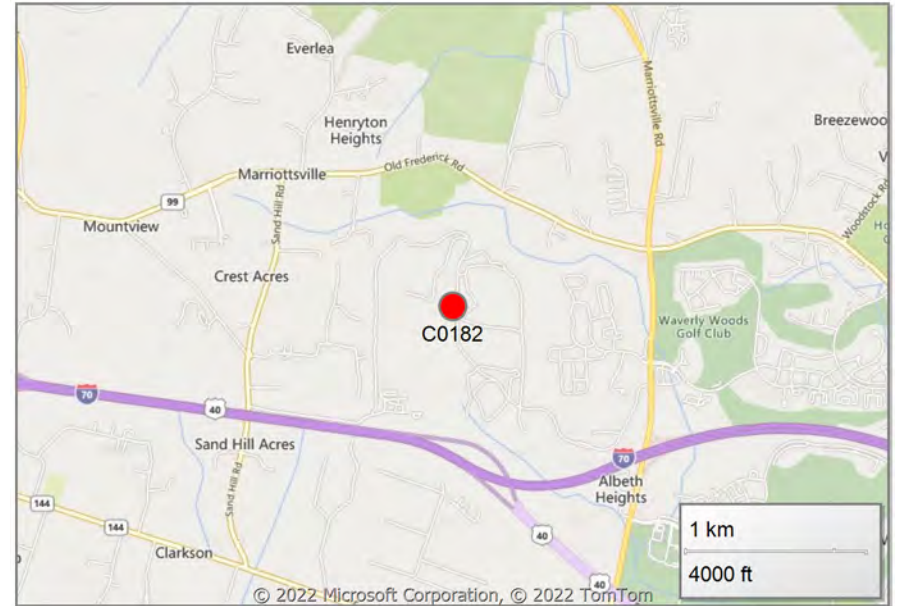 Everlea
Henryton
Heights
Marriottsville Rd
Breezewoo
Marriottsville
Old Frederick Rd
99
Sand Hill Rd
Woodstock Rd
Mountview
Crest Acres
C0182
Waverly Woods
Golf Club
70
40
Sand Hill Acres
70
Albeth
Heights
Sand Hill Rd
144
144
40
Clarkson
40
1 km
4000 ft
© 2022 Microsoft Corporation, © 2022 TomTom